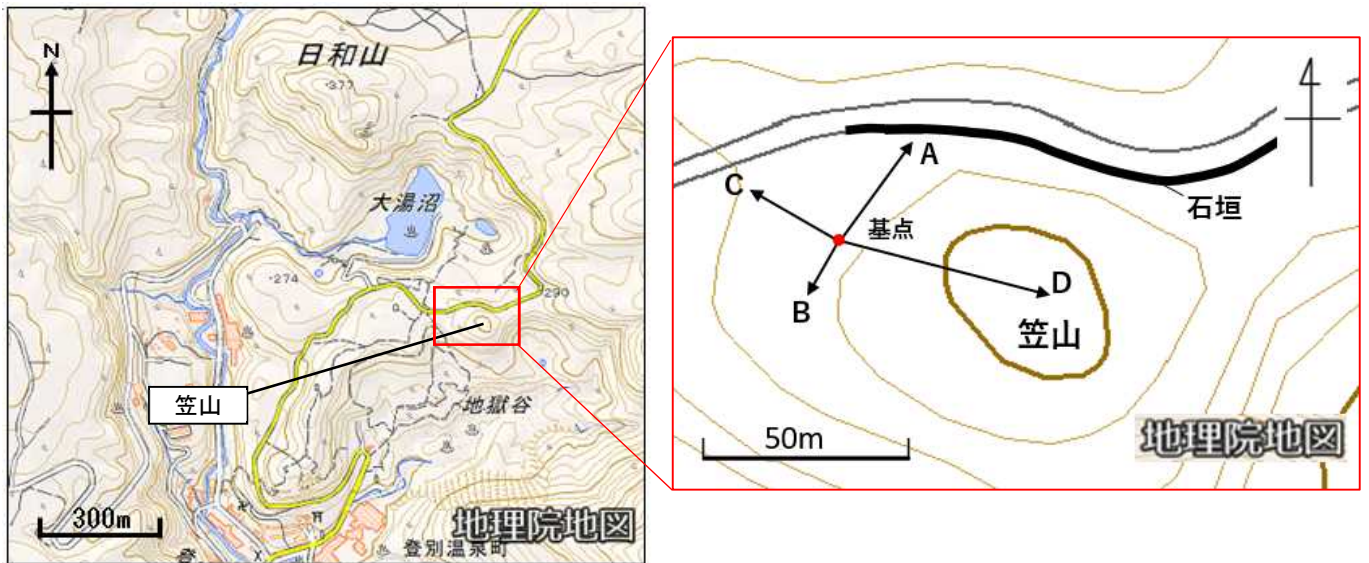 N
日和山
・377
大湯沼
・274
・290
笠山
地獄谷
300m
地理院地図
登別温泉町
登
A
C
基点
石垣
B
D
笠山
50m
地理院地図